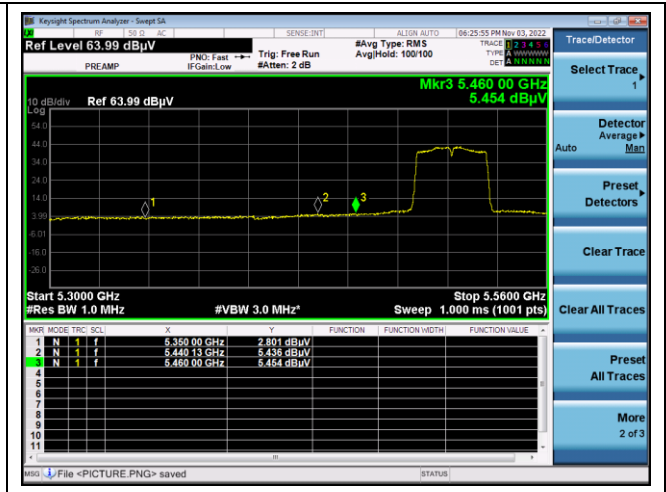 Keysight Spectrum Analyzer - Swept SA
RF 50 Ω AC SENSE:INT ALIGN AUTO 06:25:55 PM Nov 03, 2022
Ref Level 63.99 dBµV
PREAMP
PNO: Fast
IFGain:Low
Trig: Free Run
#Atten: 2 dB
#Avg Type: RMS
Avg|Hold: 100/100
TRACE 1 2 3 4 5 6
TYPE A WWWWW
DET A N N N N N
Mkr3 5.460 00 GHz
5.454 dBµV
10 dB/div Ref 63.99 dBµV
Log
54.0
44.0
34.0
24.0
14.0
3.99
-6.01
-16.0
-26.0
1
2
3
Start 5.3000 GHz Stop 5.5600 GHz
#Res BW 1.0 MHz #VBW 3.0 MHz* Sweep 1.000 ms (1001 pts)
MKR MODE TRC SCL X Y FUNCTION FUNCTION WIDTH FUNCTION VALUE
1 N 1 f 5.350 00 GHz 2.801 dBµV
2 N 1 f 5.440 13 GHz 5.436 dBµV
3 N 1 f 5.460 00 GHz 5.454 dBµV
4
5
6
7
8
9
10
11
MSG File <PICTURE.PNG> saved STATUS
Trace/Detector
Select Trace
1
Detector
Average
Auto Man
Preset
Detectors
Clear Trace
Clear All Traces
Preset
All Traces
More
2 of 3